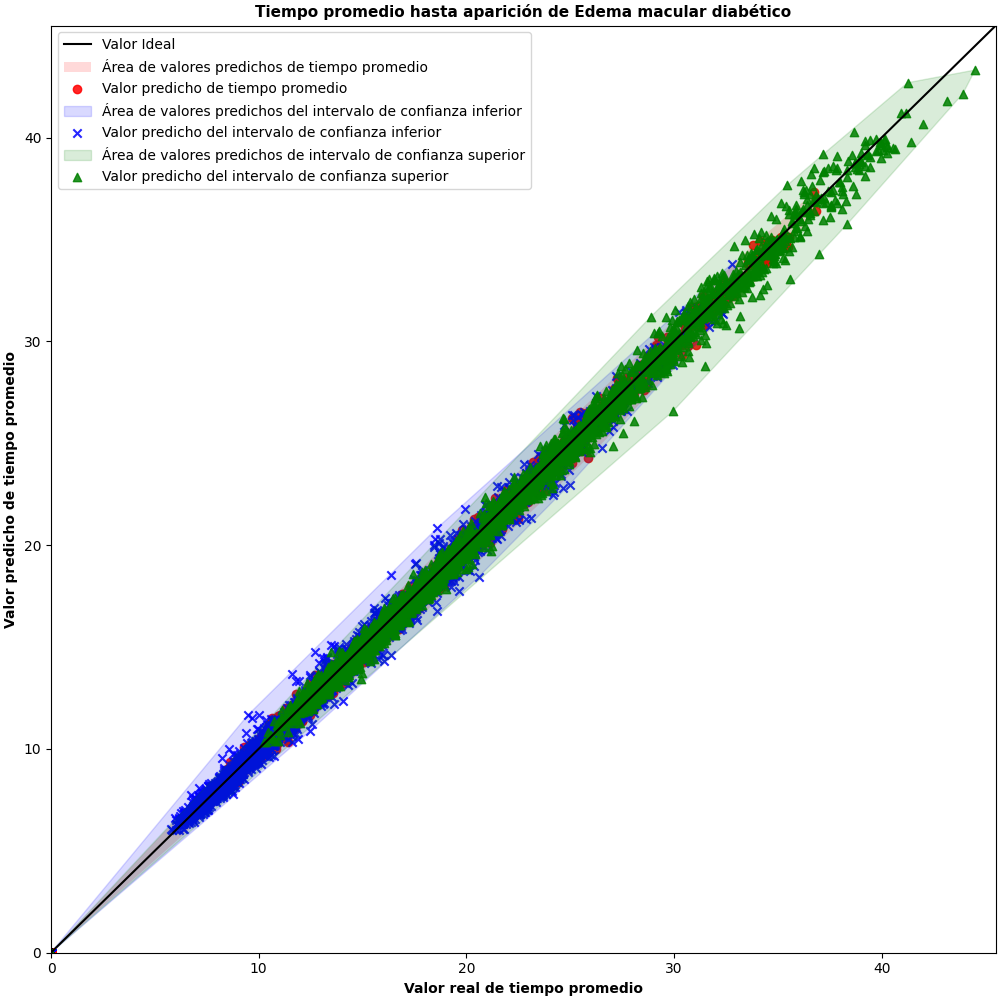 Tiempo promedio hasta aparición de Edema macular diabético
Valor Ideal
Área de valores predichos de tiempo promedio
Valor predicho de tiempo promedio
Área de valores predichos del intervalo de confianza inferior
Valor predicho del intervalo de confianza inferior
Área de valores predichos de intervalo de confianza superior
Valor predicho del intervalo de confianza superior
Valor predicho de tiempo promedio
40
30
20
10
0
0 10 20 30 40
Valor real de tiempo promedio